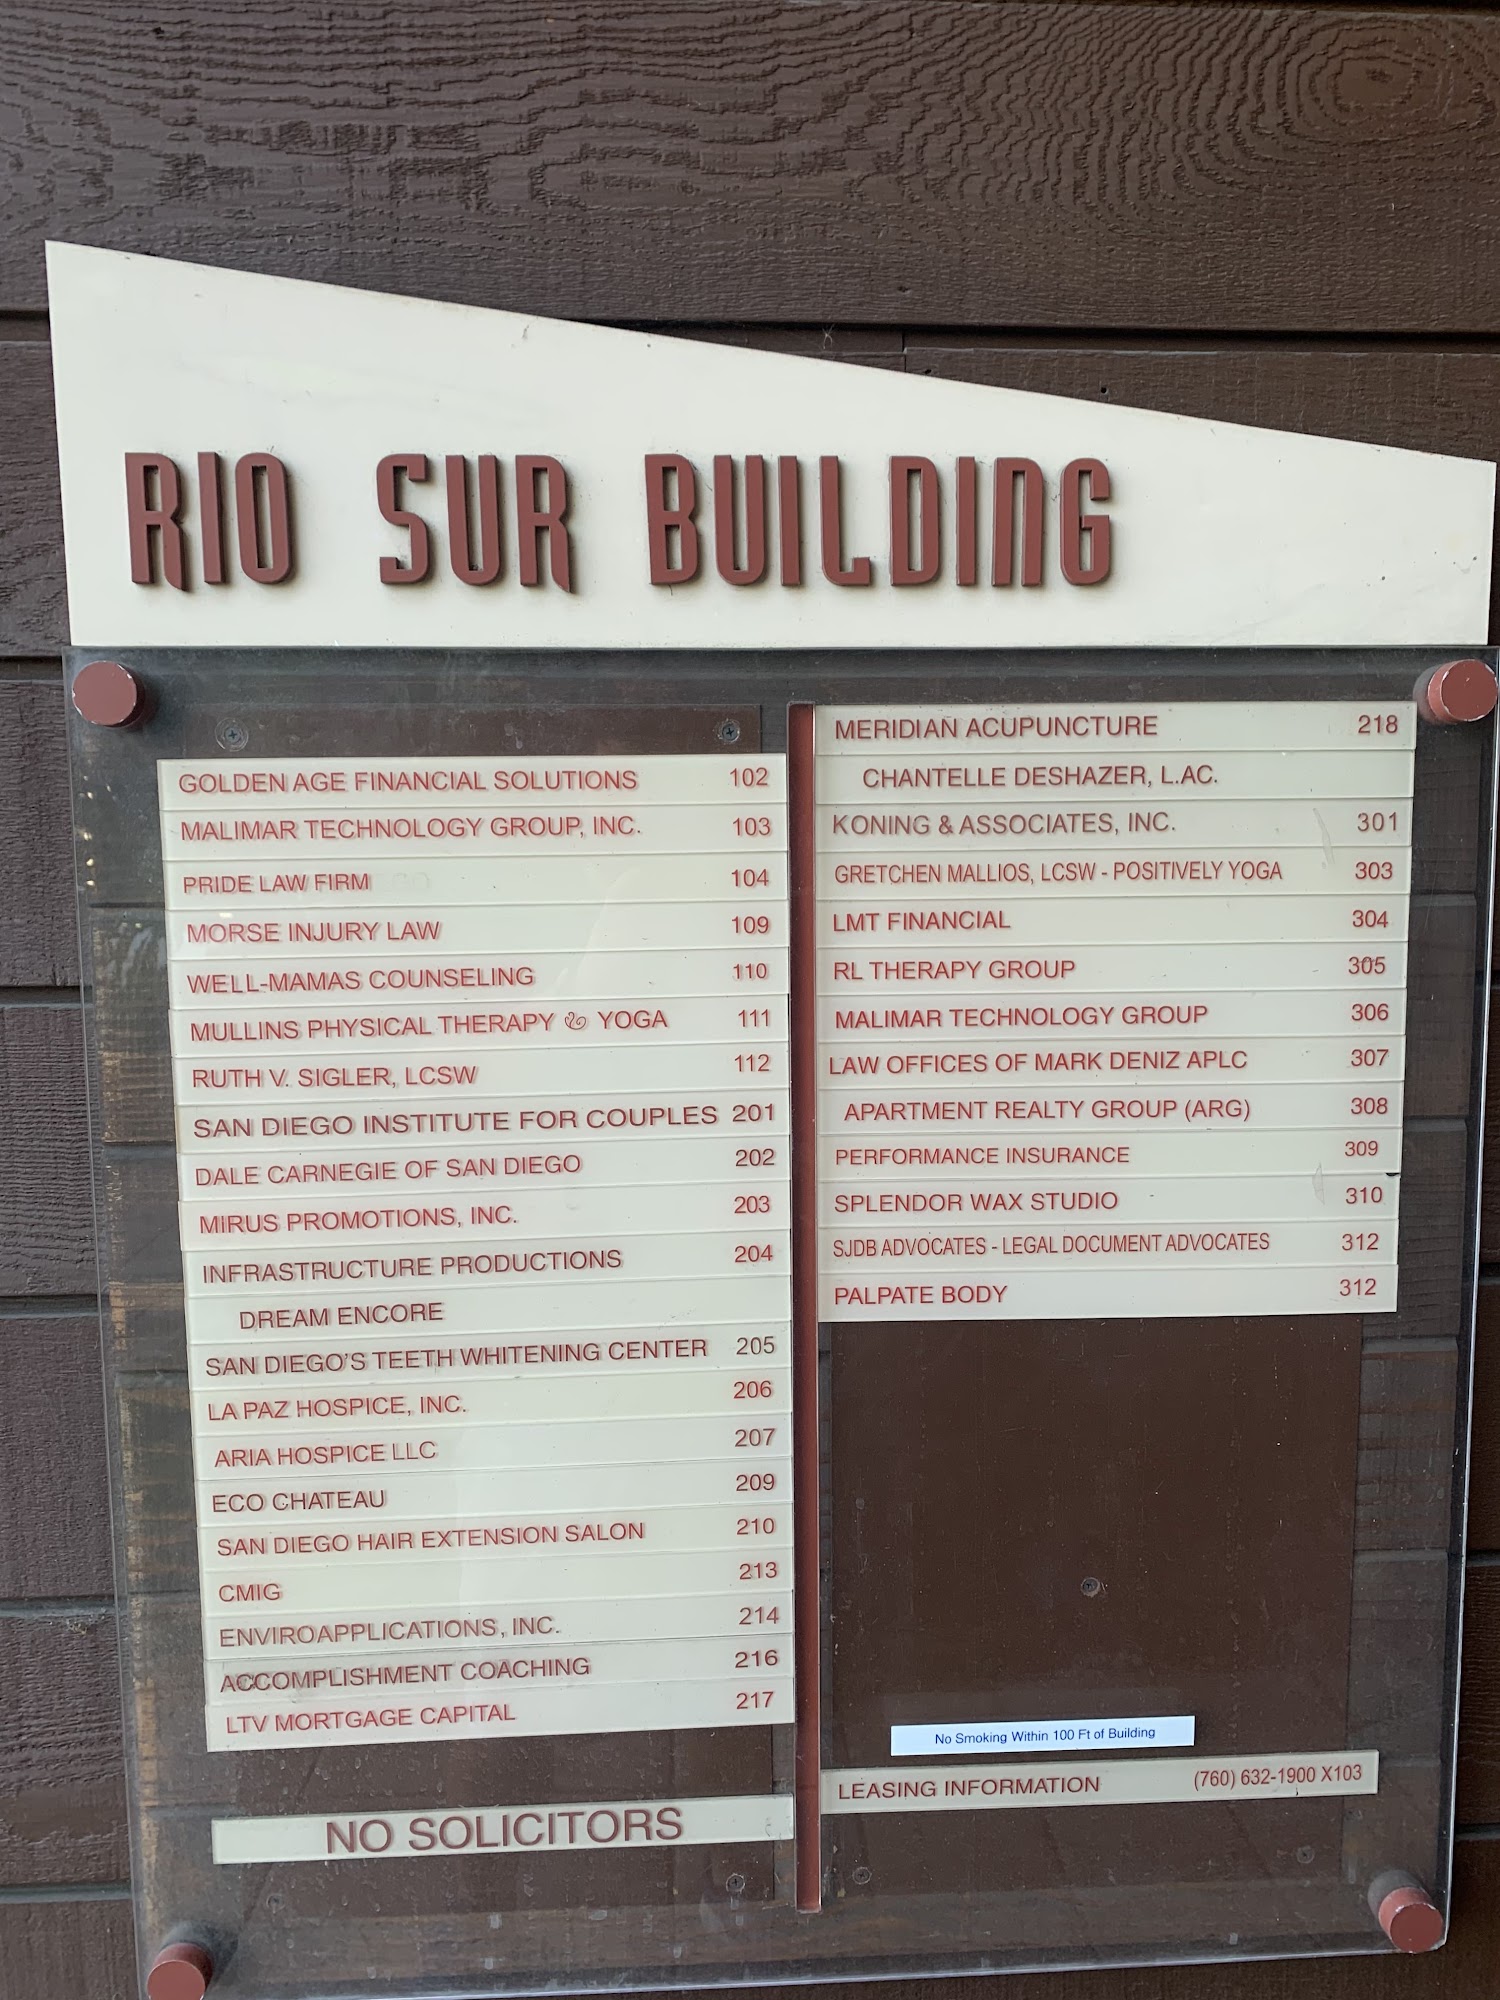 RIO SUR BUILDING
GOLDEN AGE FINANCIAL SOLUTIONS 102
MALIMAR TECHNOLOGY GROUP, INC. 103
PRIDE LAW FIRM 104
MORSE INJURY LAW 109
WELL-MAMAS COUNSELING 110
MULLINS PHYSICAL THERAPY & YOGA 111
RUTH V. SIGLER, LCSW 112
SAN DIEGO INSTITUTE FOR COUPLES 201
DALE CARNEGIE OF SAN DIEGO 202
MIRUS PROMOTIONS, INC. 203
INFRASTRUCTURE PRODUCTIONS 204
DREAM ENCORE
SAN DIEGO'S TEETH WHITENING CENTER 205
LA PAZ HOSPICE, INC. 206
ARIA HOSPICE LLC 207
ECO CHATEAU 209
SAN DIEGO HAIR EXTENSION SALON 210
CMIG 213
ENVIROAPPLICATIONS, INC. 214
ACCOMPLISHMENT COACHING 216
LTV MORTGAGE CAPITAL 217
NO SOLICITORS
MERIDIAN ACUPUNCTURE 218
CHANTELLE DESHAZER, L.AC.
KONING & ASSOCIATES, INC. 301
GRETCHEN MALLIOS, LCSW - POSITIVELY YOGA 303
LMT FINANCIAL 304
RL THERAPY GROUP 305
MALIMAR TECHNOLOGY GROUP 306
LAW OFFICES OF MARK DENIZ APLC 307
APARTMENT REALTY GROUP (ARG) 308
PERFORMANCE INSURANCE 309
SPLENDOR WAX STUDIO 310
SJDB ADVOCATES - LEGAL DOCUMENT ADVOCATES 312
PALPATE BODY 312
No Smoking Within 100 Ft of Building
LEASING INFORMATION (760) 632-1900 X103